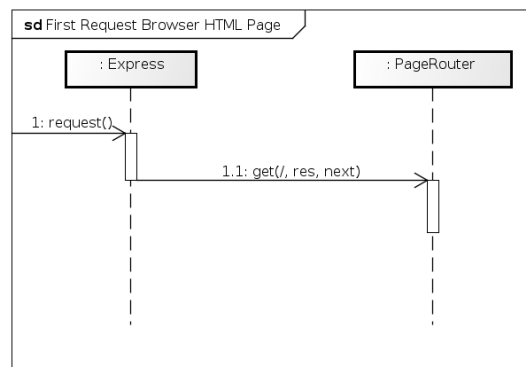 sd First Request Browser HTML Page
: Express
: PageRouter
1: request()
1.1: get(/, res, next)